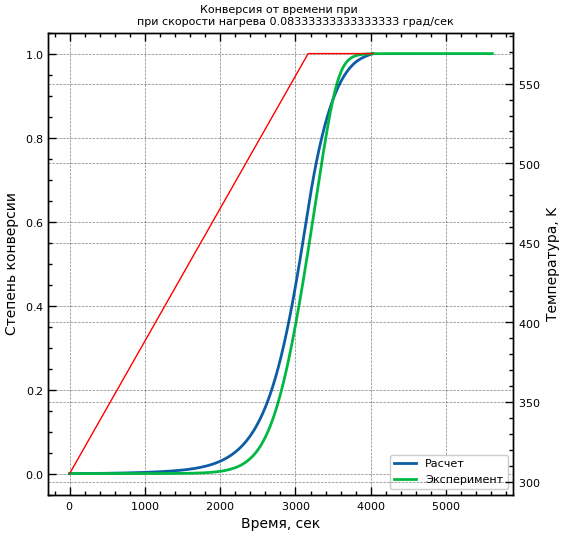 Конверсия от времени при
при скорости нагрева 0.08333333333333333 град/сек
1.0
0.8
0.6
0.4
0.2
0.0
Степень конверсии
550
500
450
400
350
300
Температура, К
Расчет
Эксперимент
0 1000 2000 3000 4000 5000
Время, сек